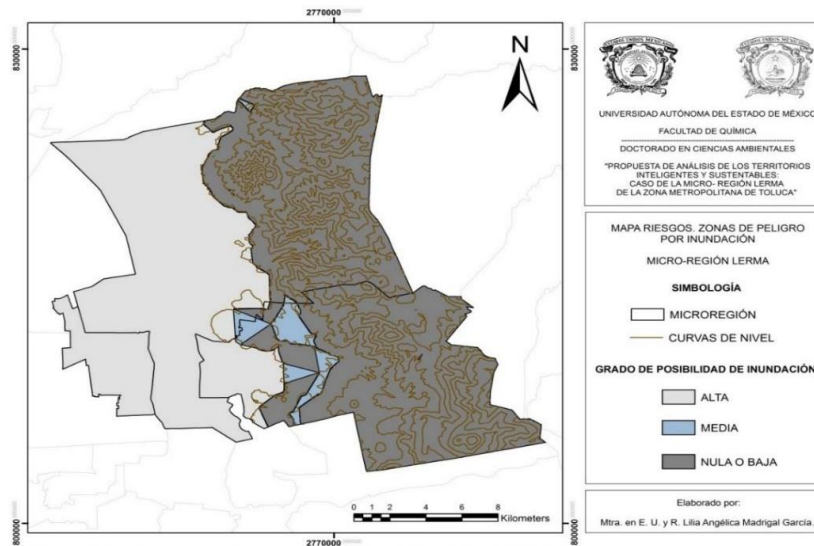 2770000
830000
830000
N
800000
800000
0 1 2 4 6 8
Kilometers
2770000
UNIVERSIDAD AUTÓNOMA DEL ESTADO DE MÉXICO
FACULTAD DE QUÍMICA
DOCTORADO EN CIENCIAS AMBIENTALES
"PROPUESTA DE ANÁLISIS DE LOS TERRITORIOS
INTELIGENTES Y SUSTENTABLES:
CASO DE LA MICRO- REGIÓN LERMA
DE LA ZONA METROPOLITANA DE TOLUCA"
MAPA RIESGOS. ZONAS DE PELIGRO
POR INUNDACIÓN
MICRO-REGIÓN LERMA
SIMBOLOGÍA
MICROREGIÓN
CURVAS DE NIVEL
GRADO DE POSIBILIDAD DE INUNDACIÓN
ALTA
MEDIA
NULA O BAJA
Elaborado por:
Mtra. en E. U. y R. Lilia Angélica Madrigal García.